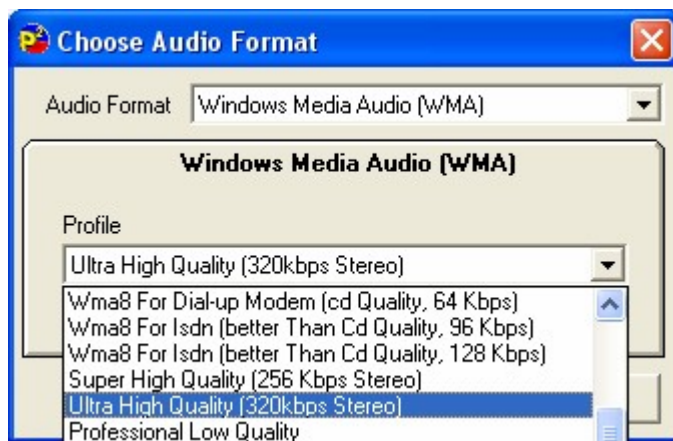 P²
Choose Audio Format
Audio Format Windows Media Audio (WMA)
Windows Media Audio (WMA)
Profile
Ultra High Quality (320kbps Stereo)
Wma8 For Dial-up Modem (cd Quality, 64 Kbps)
Wma8 For Isdn (better Than Cd Quality, 96 Kbps)
Wma8 For Isdn (better Than Cd Quality, 128 Kbps)
Super High Quality (256 Kbps Stereo)
Ultra High Quality (320kbps Stereo)
Professional Low Quality